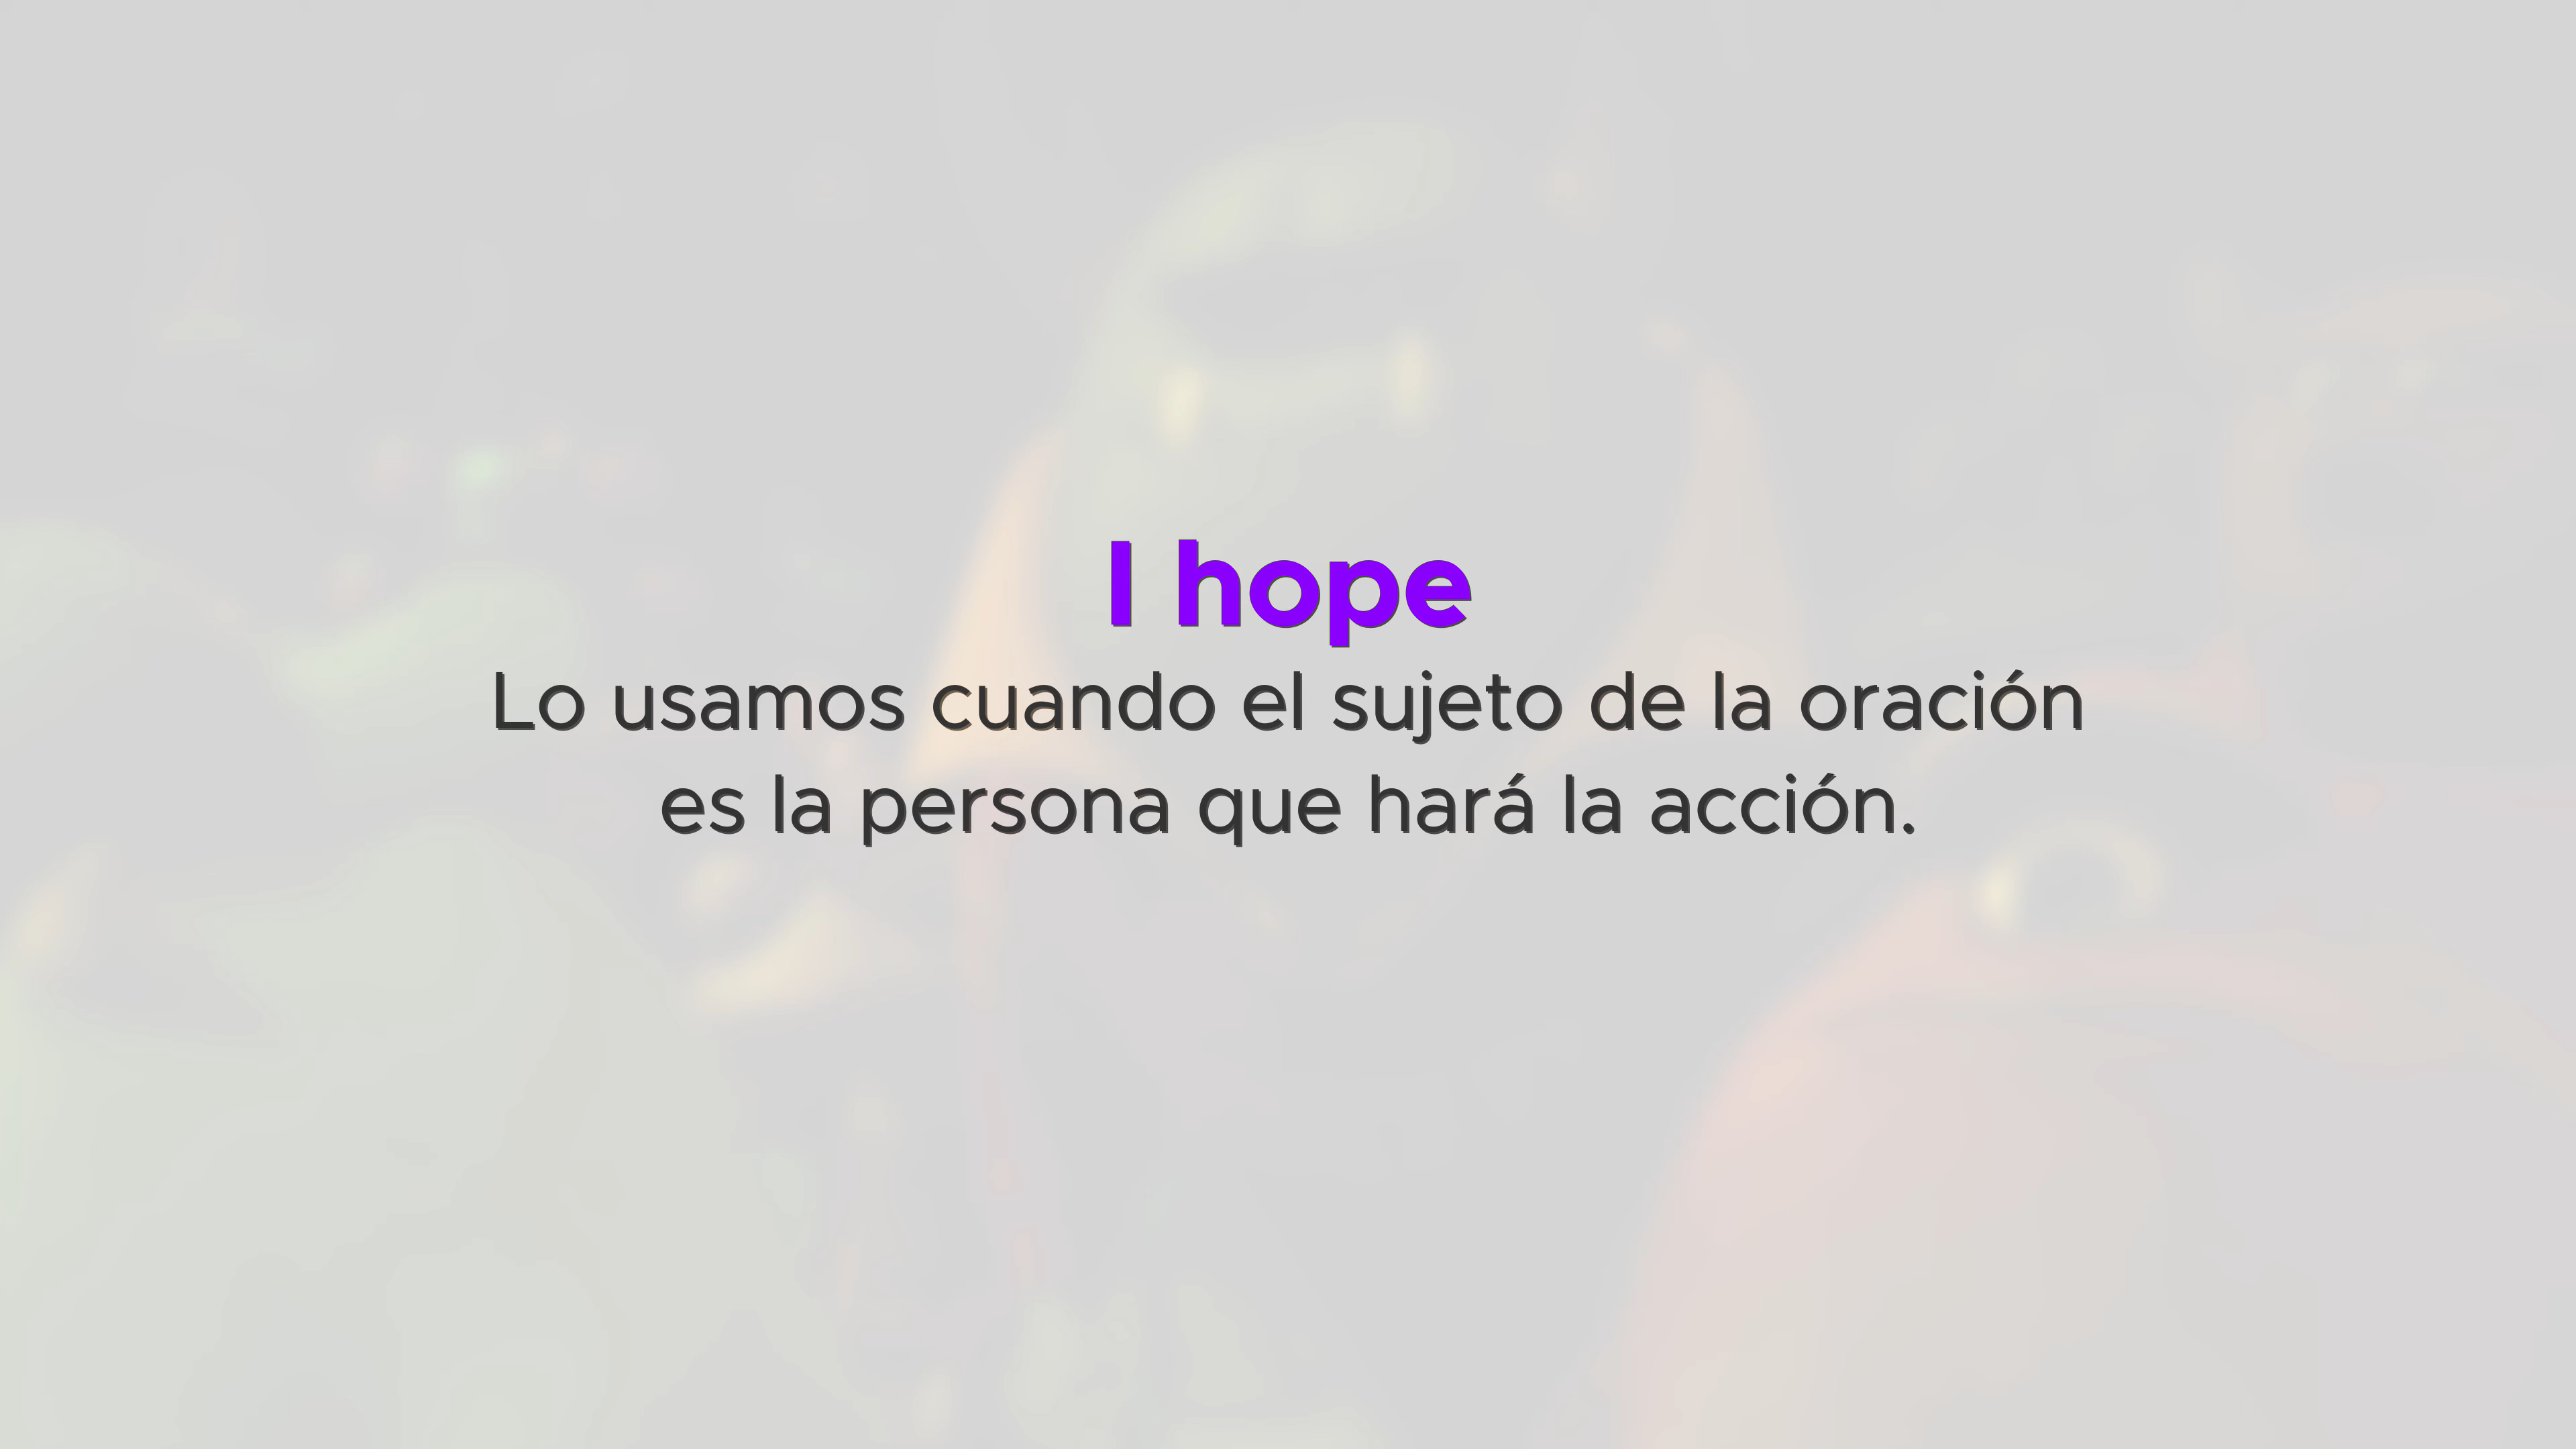 I hope
Lo usamos cuando el sujeto de la oración
es la persona que hará la acción.